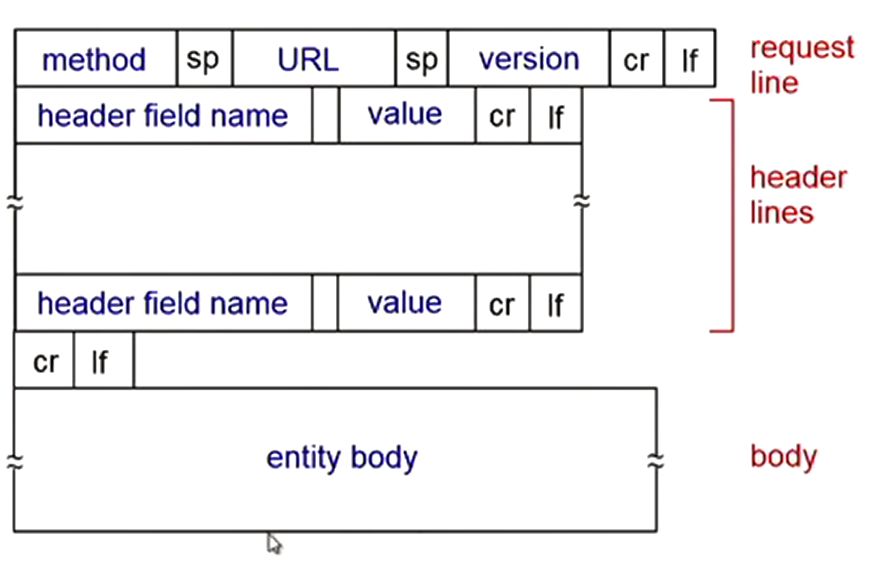 method sp URL sp version cr lf
request
line
header field name value cr lf
header
lines
header field name value cr lf
cr lf
entity body
body